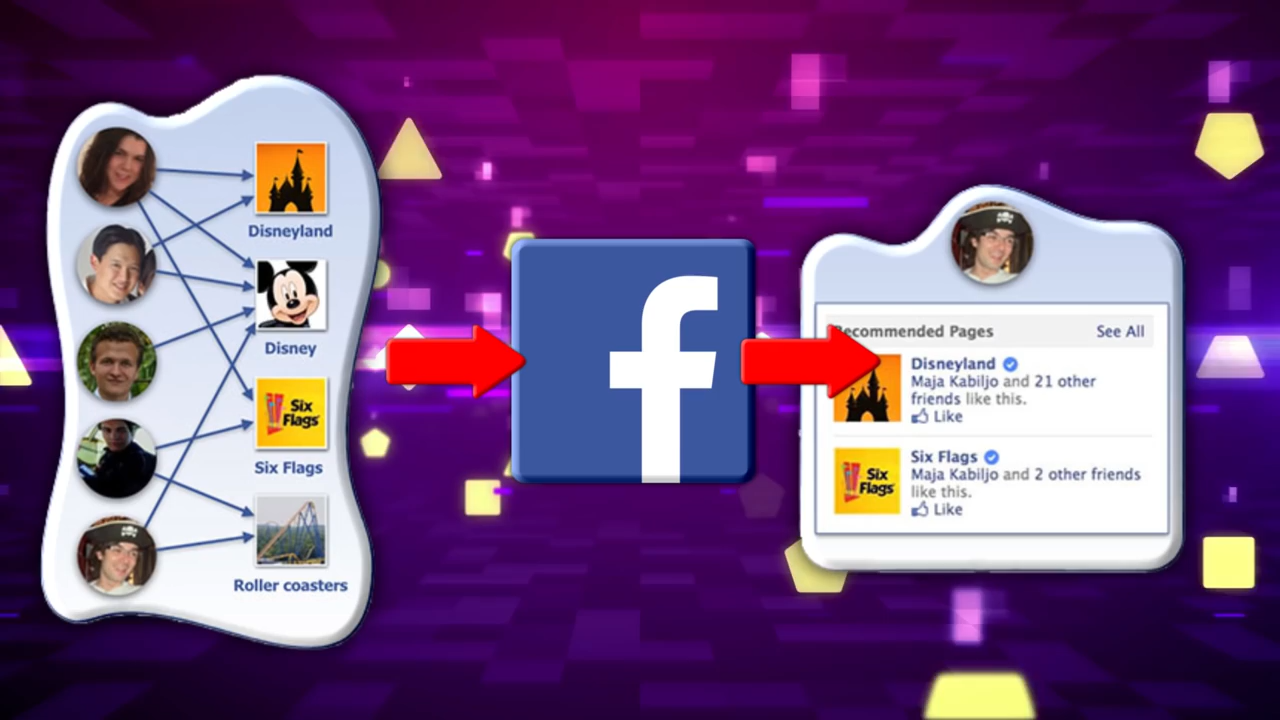 Disneyland
Disney
Six Flags
Six Flags
Roller coasters
f
Recommended Pages See All
Disneyland
Maja Kabiljo and 21 other
friends like this.
Like
Six Flags
Six Flags
Maja Kabiljo and 2 other friends
like this.
Like